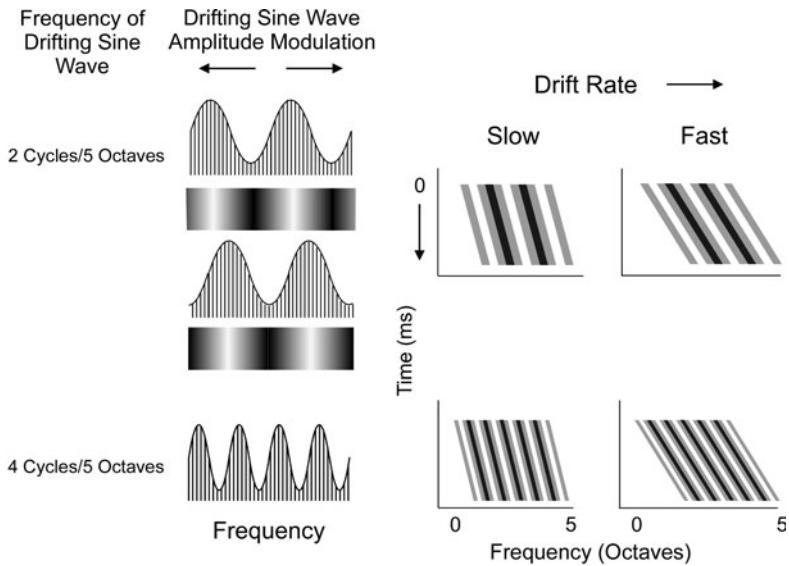 Frequency of
Drifting Sine
Wave
Drifting Sine Wave
Amplitude Modulation
2 Cycles/5 Octaves
4 Cycles/5 Octaves
Frequency
Drift Rate
Slow
Fast
0
Time (ms)
0
5
0
5
Frequency (Octaves)